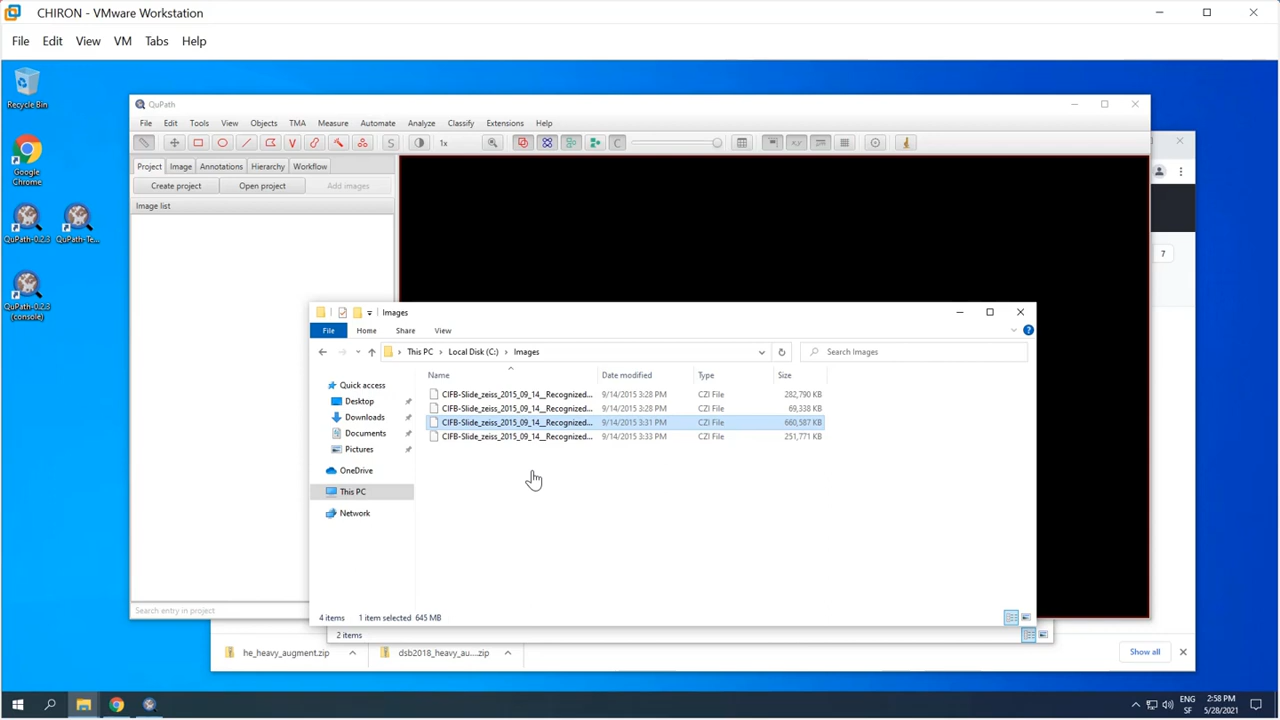 CHIRON - VMware Workstation
File Edit View VM Tabs Help
Recycle Bin
Google Chrome
QuPath-0.2.3 QuPath-Te...
QuPath-0.2.3 (console)
QuPath
File Edit Tools View Objects TMA Measure Automate Analyze Classify Extensions Help
S 1x C
Project Image Annotations Hierarchy Workflow
Create project Open project Add images
Image list
7
Search entry in project
Images
File Home Share View
This PC Local Disk (C:) Images Search Images
Name Date modified Type Size
Quick access
Desktop
Downloads
Documents
Pictures
OneDrive
This PC
Network
CIFB-Slide_zeiss_2015_09_14__Recognized... 9/14/2015 3:28 PM CZI File 282,790 KB
CIFB-Slide_zeiss_2015_09_14__Recognized... 9/14/2015 3:28 PM CZI File 69,338 KB
CIFB-Slide_zeiss_2015_09_14__Recognized... 9/14/2015 3:31 PM CZI File 660,587 KB
CIFB-Slide_zeiss_2015_09_14__Recognized... 9/14/2015 3:33 PM CZI File 251,771 KB
4 items 1 item selected 645 MB
2 items
he_heavy_augment.zip dsb2018_heavy_au....zip Show all
ENG
SF
2:58 PM
5/28/2021